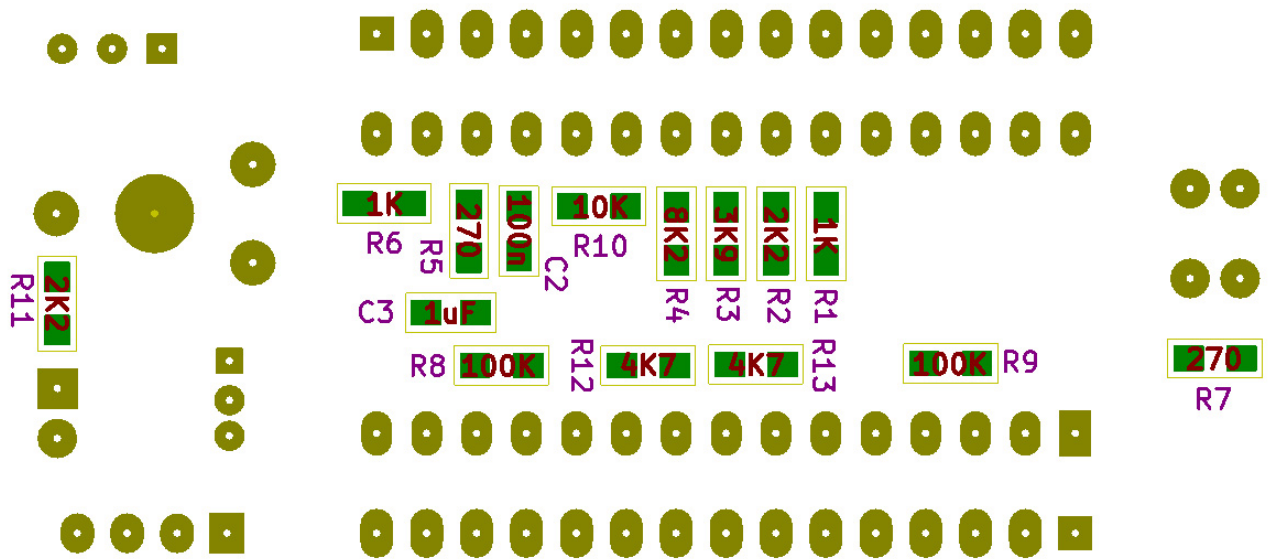 1K
R6
270
R5
100n
C2
10K
R10
8K2
R4
3K9
R3
2K2
R2
1K
R1
2K2
R11
C3
1uF
R8
100K
R12
4K7
4K7
R13
100K
R9
270
R7